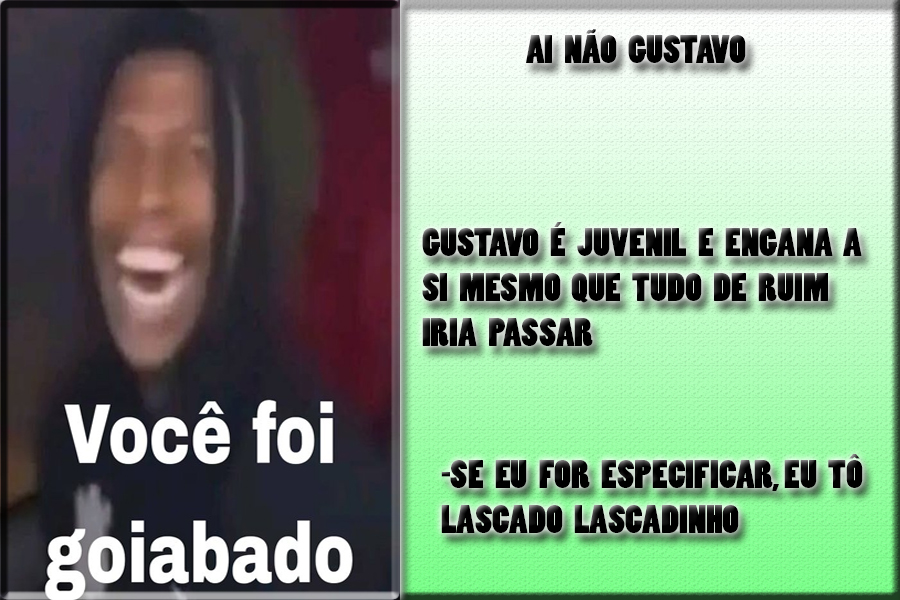 Você foi
goiabado
AI NÃO GUSTAVO
GUSTAVO É JUVENIL E ENGANA A
SI MESMO QUE TUDO DE RUIM
IRIA PASSAR
-SE EU FOR ESPECIFICAR, EU TÔ
LASCADO LASCADINHO